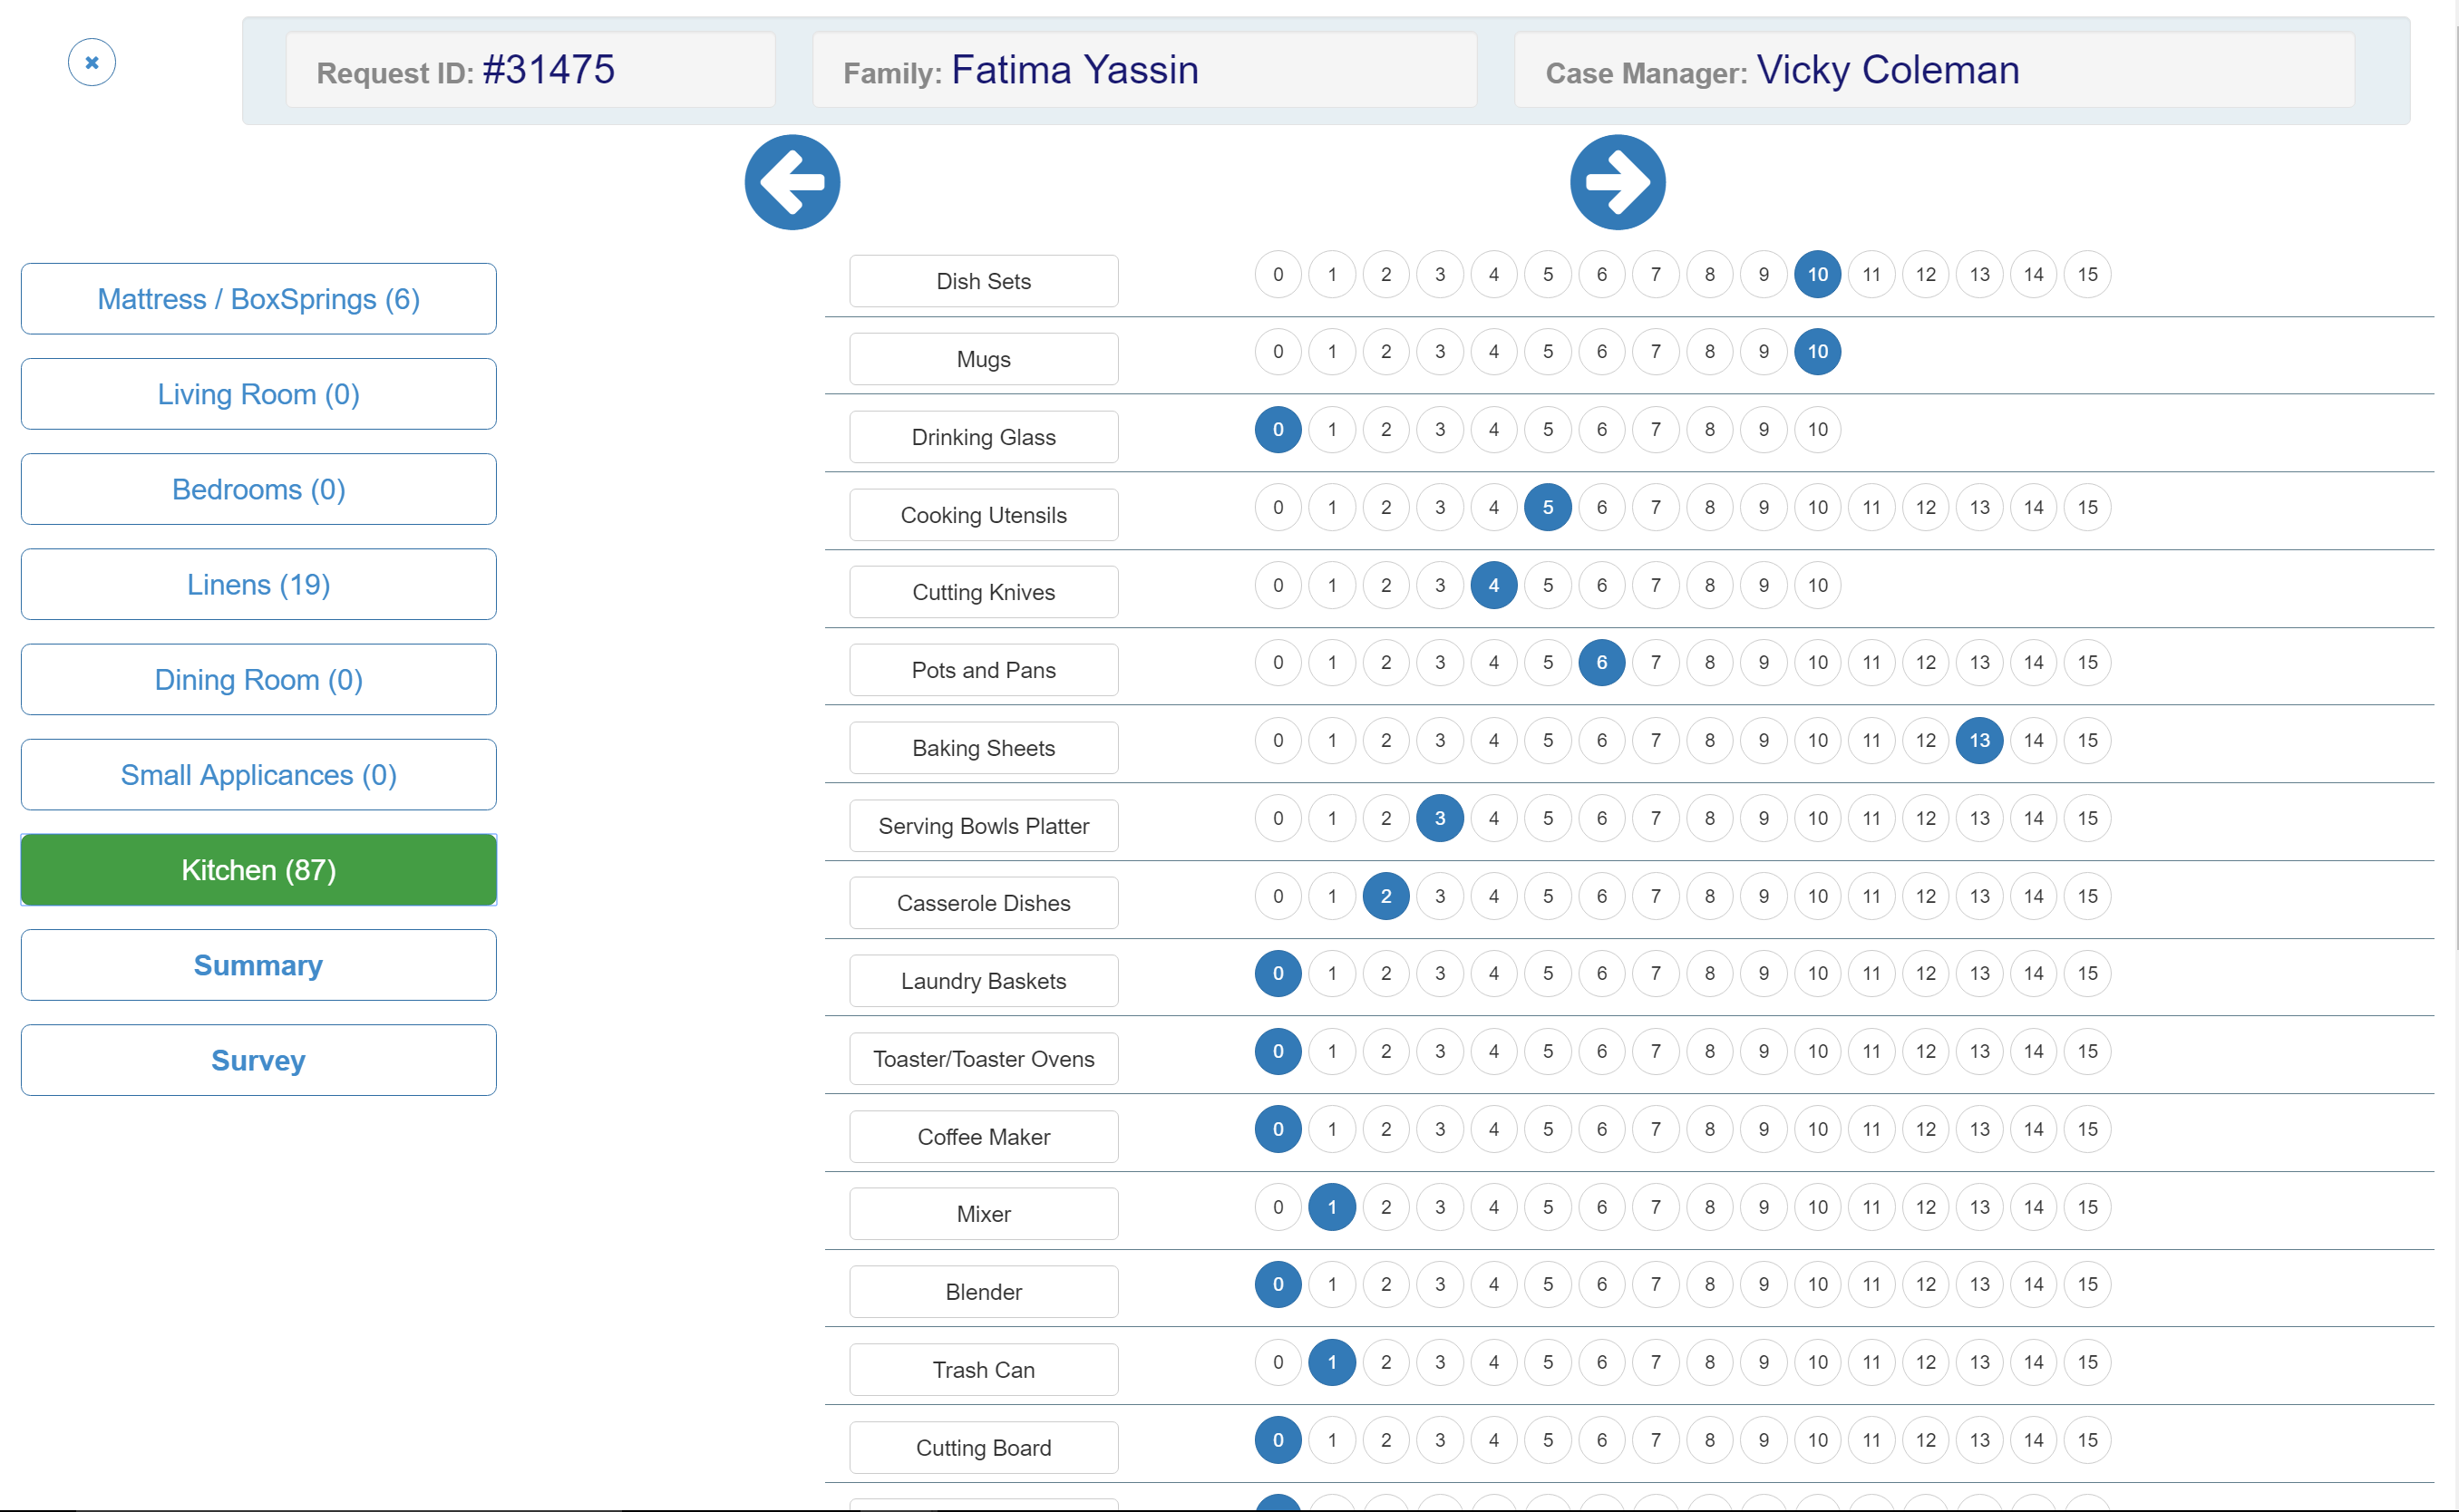 Request ID: #31475 Family: Fatima Yassin Case Manager: Vicky Coleman
Mattress / BoxSprings (6)
Living Room (0)
Bedrooms (0)
Linens (19)
Dining Room (0)
Small Applicances (0)
Kitchen (87)
Summary
Survey
Dish Sets 0 1 2 3 4 5 6 7 8 9 10 11 12 13 14 15
Mugs 0 1 2 3 4 5 6 7 8 9 10
Drinking Glass 0 1 2 3 4 5 6 7 8 9 10
Cooking Utensils 0 1 2 3 4 5 6 7 8 9 10 11 12 13 14 15
Cutting Knives 0 1 2 3 4 5 6 7 8 9 10
Pots and Pans 0 1 2 3 4 5 6 7 8 9 10 11 12 13 14 15
Baking Sheets 0 1 2 3 4 5 6 7 8 9 10 11 12 13 14 15
Serving Bowls Platter 0 1 2 3 4 5 6 7 8 9 10 11 12 13 14 15
Casserole Dishes 0 1 2 3 4 5 6 7 8 9 10 11 12 13 14 15
Laundry Baskets 0 1 2 3 4 5 6 7 8 9 10 11 12 13 14 15
Toaster/Toaster Ovens 0 1 2 3 4 5 6 7 8 9 10 11 12 13 14 15
Coffee Maker 0 1 2 3 4 5 6 7 8 9 10 11 12 13 14 15
Mixer 0 1 2 3 4 5 6 7 8 9 10 11 12 13 14 15
Blender 0 1 2 3 4 5 6 7 8 9 10 11 12 13 14 15
Trash Can 0 1 2 3 4 5 6 7 8 9 10 11 12 13 14 15
Cutting Board 0 1 2 3 4 5 6 7 8 9 10 11 12 13 14 15